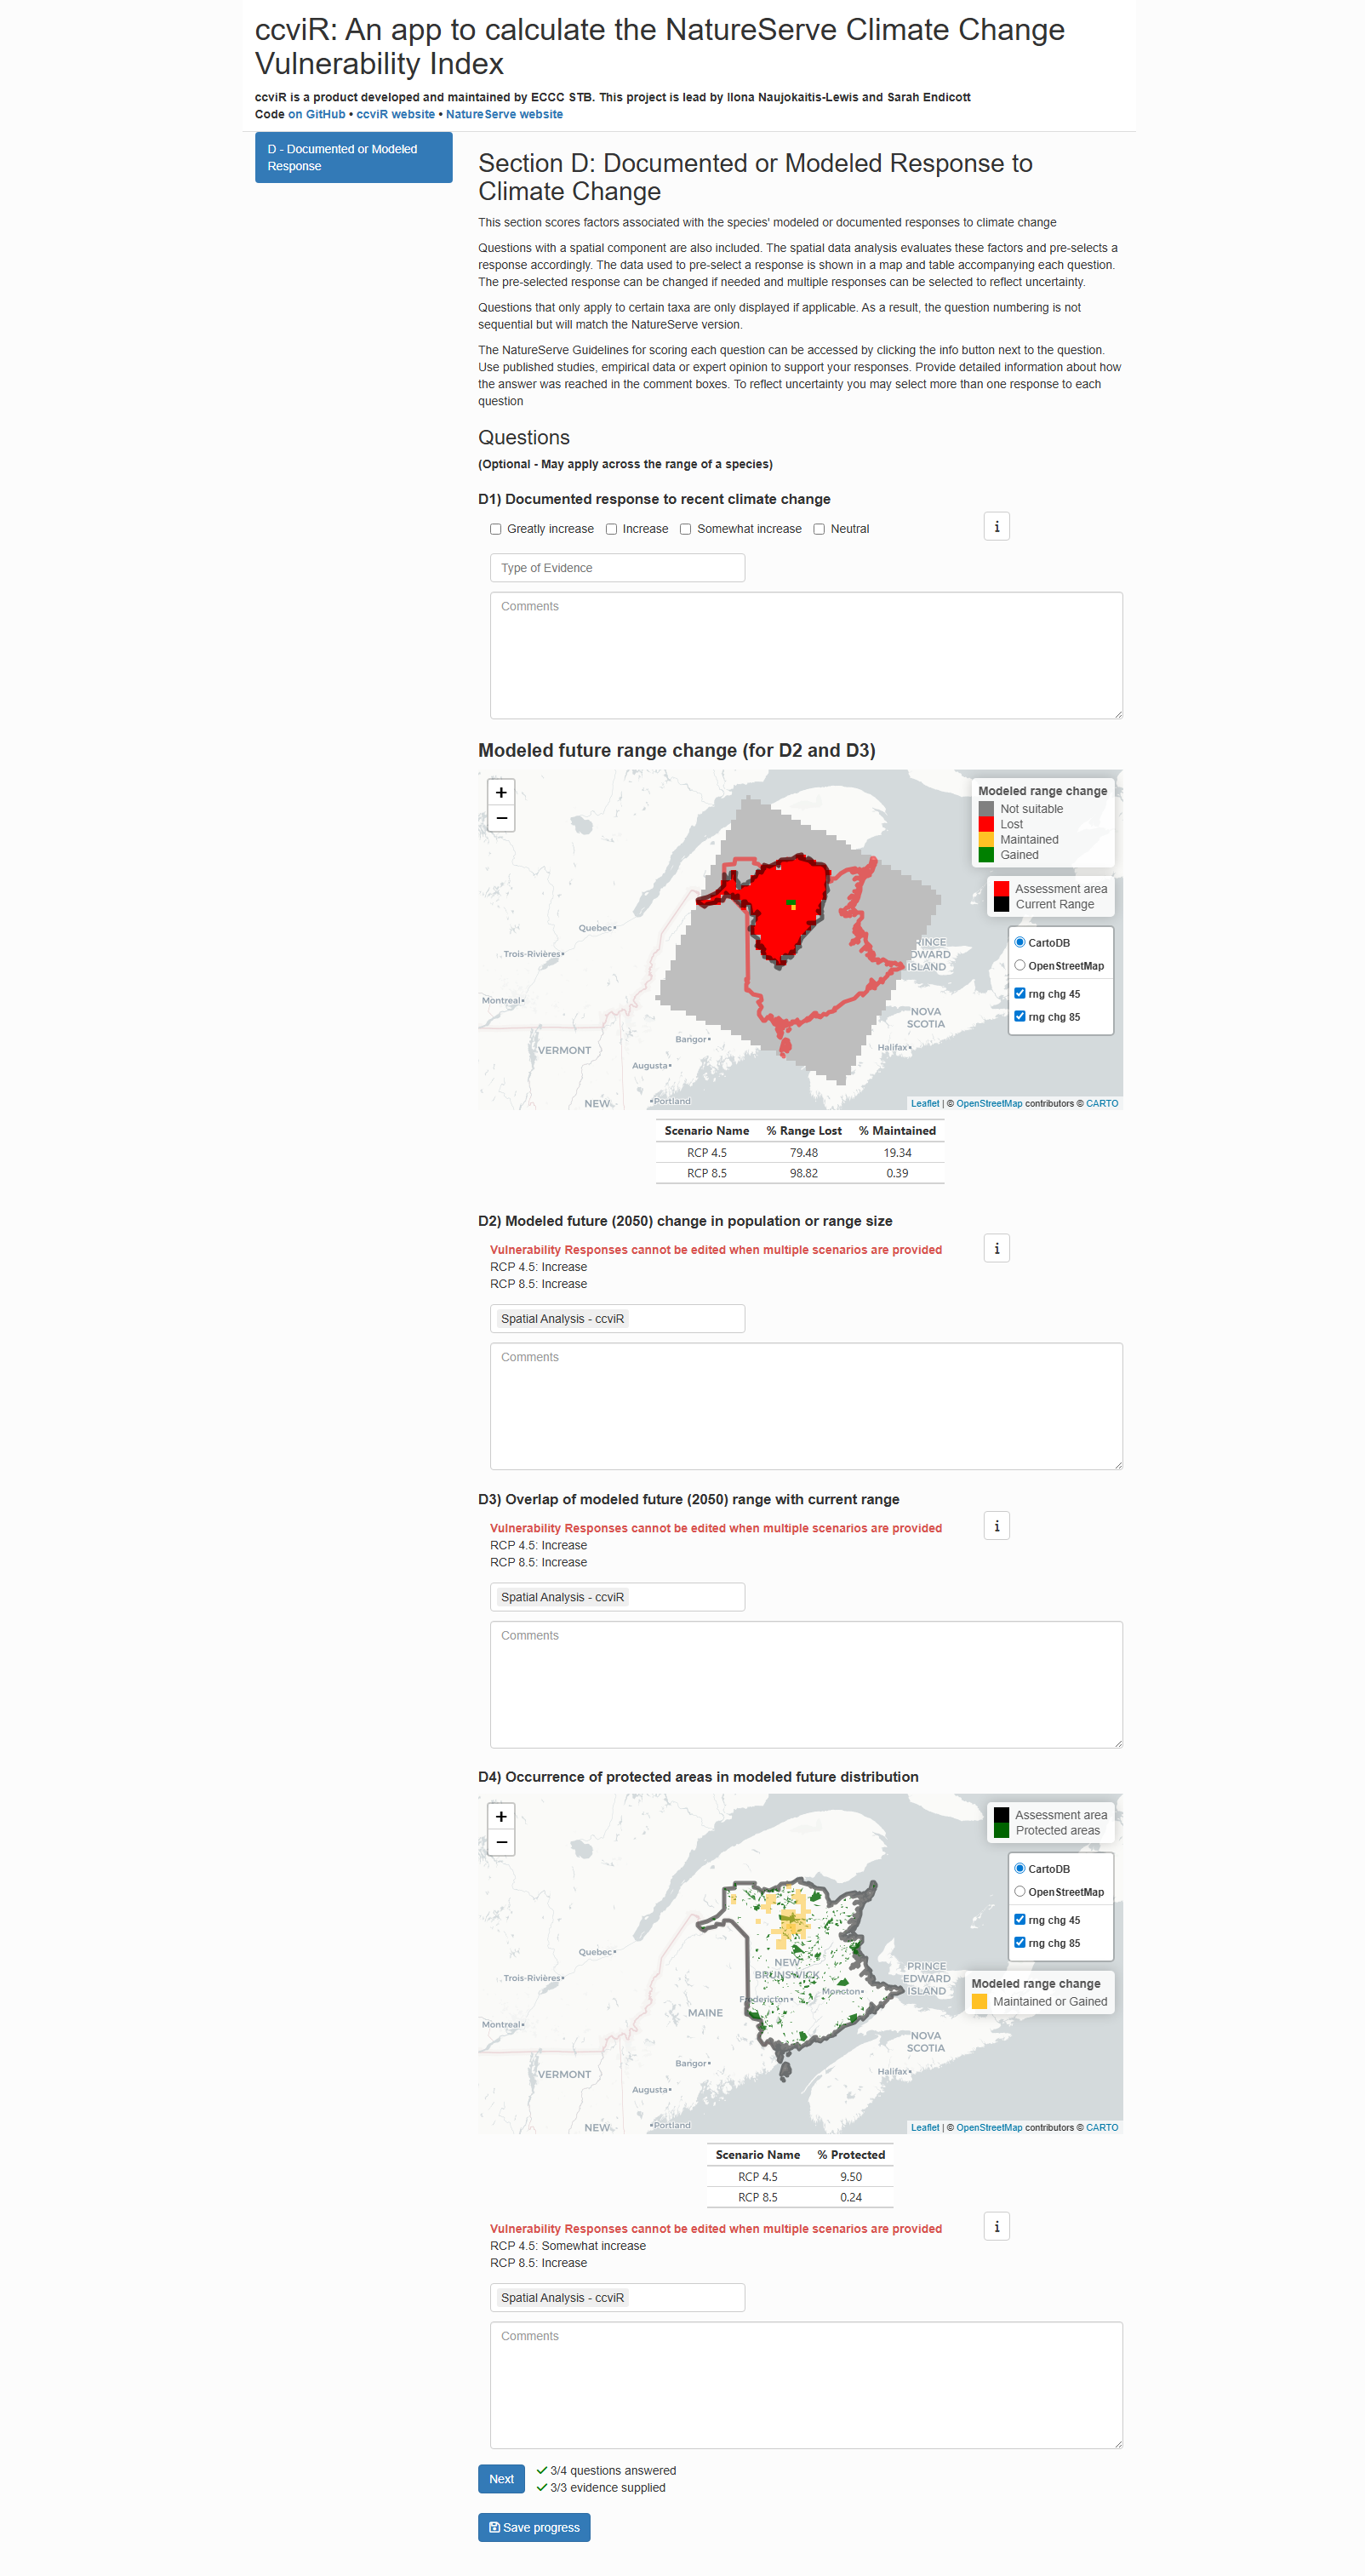 ccviR: An app to calculate the NatureServe Climate Change
Vulnerability Index
ccviR is a product developed and maintained by ECCC STB. This project is lead by Ilona Naujokaitis-Lewis and Sarah Endicott
Code on GitHub • ccviR website • NatureServe website
D - Documented or Modeled
Response
Section D: Documented or Modeled Response to
Climate Change
This section scores factors associated with the species' modeled or documented responses to climate change
Questions with a spatial component are also included. The spatial data analysis evaluates these factors and pre-selects a
response accordingly. The data used to pre-select a response is shown in a map and table accompanying each question.
The pre-selected response can be changed if needed and multiple responses can be selected to reflect uncertainty.
Questions that only apply to certain taxa are only displayed if applicable. As a result, the question numbering is not
sequential but will match the NatureServe version.
The NatureServe Guidelines for scoring each question can be accessed by clicking the info button next to the question.
Use published studies, empirical data or expert opinion to support your responses. Provide detailed information about how
the answer was reached in the comment boxes. To reflect uncertainty you may select more than one response to each
question
Questions
(Optional - May apply across the range of a species)
D1) Documented response to recent climate change
Greatly increase Increase Somewhat increase Neutral
i
Type of Evidence
Comments
Modeled future range change (for D2 and D3)
+
−
Modeled range change
Not suitable
Lost
Maintained
Gained
Assessment area
Current Range
CartoDB
OpenStreetMap
rng chg 45
rng chg 85
Quebec
Trois-Rivières
Montreal
VERMONT
Bangor
Augusta
Portland
NEW
RINCE
DWARD
ISLAND
NOVA
SCOTIA
Halifax
Leaflet | © OpenStreetMap contributors © CARTO
Scenario Name % Range Lost % Maintained
RCP 4.5 79.48 19.34
RCP 8.5 98.82 0.39
D2) Modeled future (2050) change in population or range size
Vulnerability Responses cannot be edited when multiple scenarios are provided
i
RCP 4.5: Increase
RCP 8.5: Increase
Spatial Analysis - ccviR
Comments
D3) Overlap of modeled future (2050) range with current range
Vulnerability Responses cannot be edited when multiple scenarios are provided
i
RCP 4.5: Increase
RCP 8.5: Increase
Spatial Analysis - ccviR
Comments
D4) Occurrence of protected areas in modeled future distribution
+
−
Assessment area
Protected areas
CartoDB
OpenStreetMap
rng chg 45
rng chg 85
Modeled range change
Maintained or Gained
Quebec
Trois-Rivières
Montreal
VERMONT
MAINE
Bangor
Augusta
Portland
NEW
NEW
BRUNSWICK
Fredericton
Moncton
PRINCE
EDWARD
ISLAND
NOVA
SCOTIA
Halifax
Leaflet | © OpenStreetMap contributors © CARTO
Scenario Name % Protected
RCP 4.5 9.50
RCP 8.5 0.24
Vulnerability Responses cannot be edited when multiple scenarios are provided
i
RCP 4.5: Somewhat increase
RCP 8.5: Increase
Spatial Analysis - ccviR
Comments
Next
3/4 questions answered
3/3 evidence supplied
Save progress